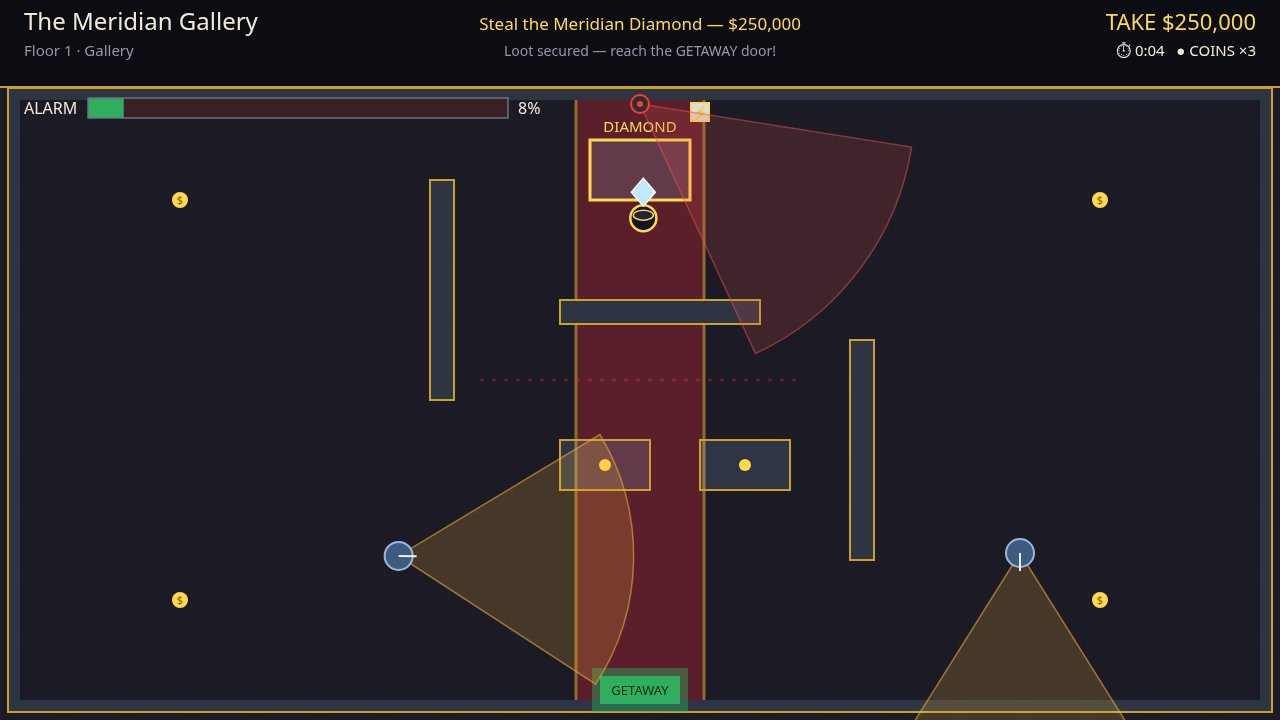 The Meridian Gallery
Floor 1 · Gallery
Steal the Meridian Diamond — $250,000
Loot secured — reach the GETAWAY door!
TAKE $250,000
⏱ 0:04 ● COINS ×3
ALARM 8%
DIAMOND
$
$
$
$
GETAWAY